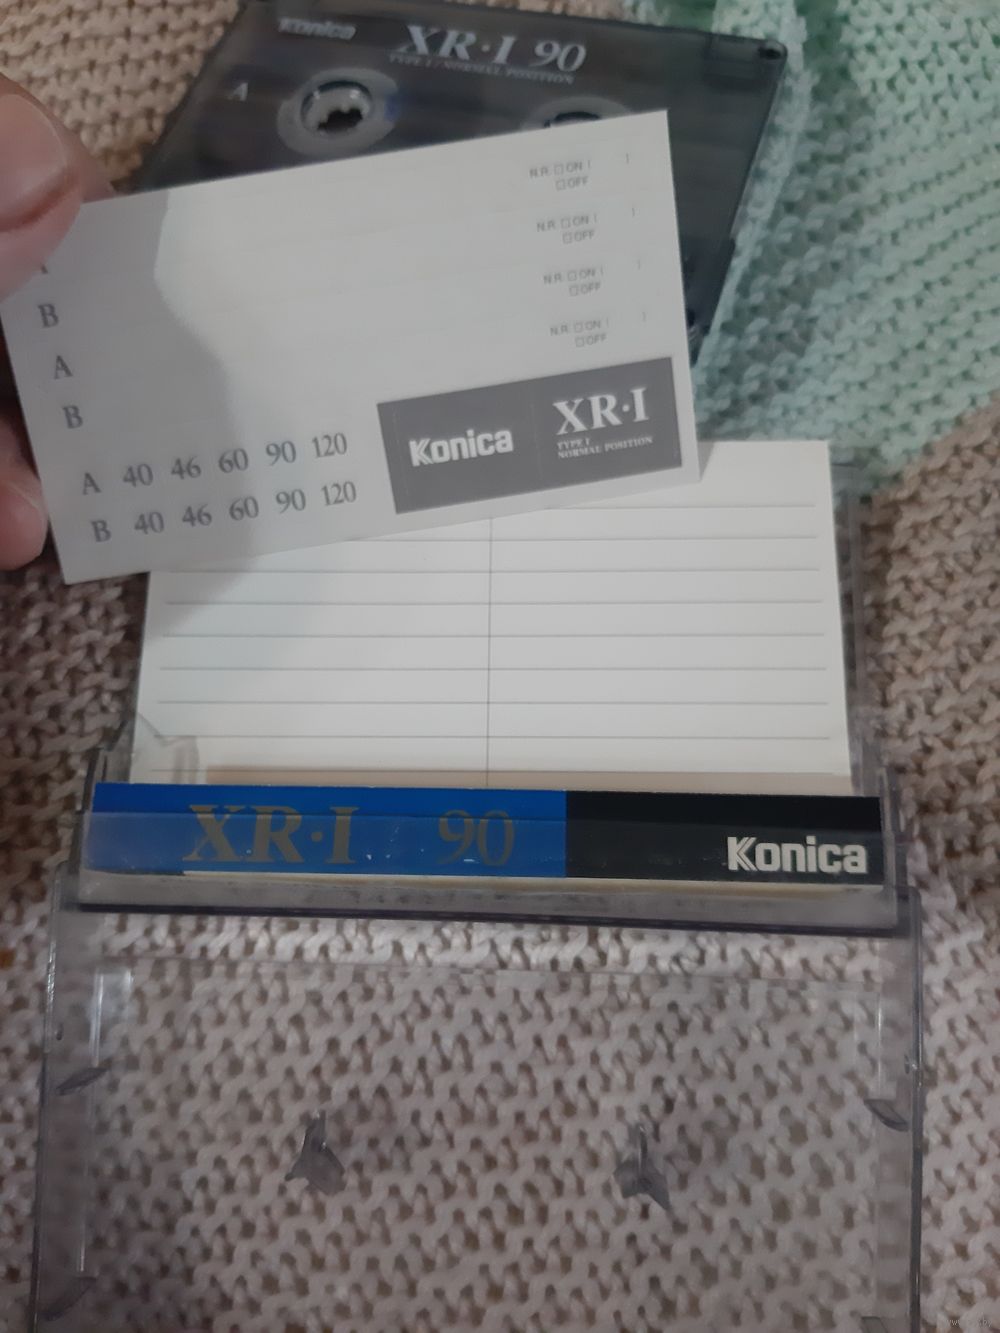 Konica
XR·I 90
TYPE I/NORMAL POSITION
A
N.R. □ ON ( )
□ OFF
N.R. □ ON ( )
□ OFF
B
N.R. □ ON ( )
□ OFF
A
N.R. □ ON ( )
□ OFF
B
A 40 46 60 90 120
B 40 46 60 90 120
Konica
XR·I
TYPE I
NORMAL POSITION
XR·I 90
Konica